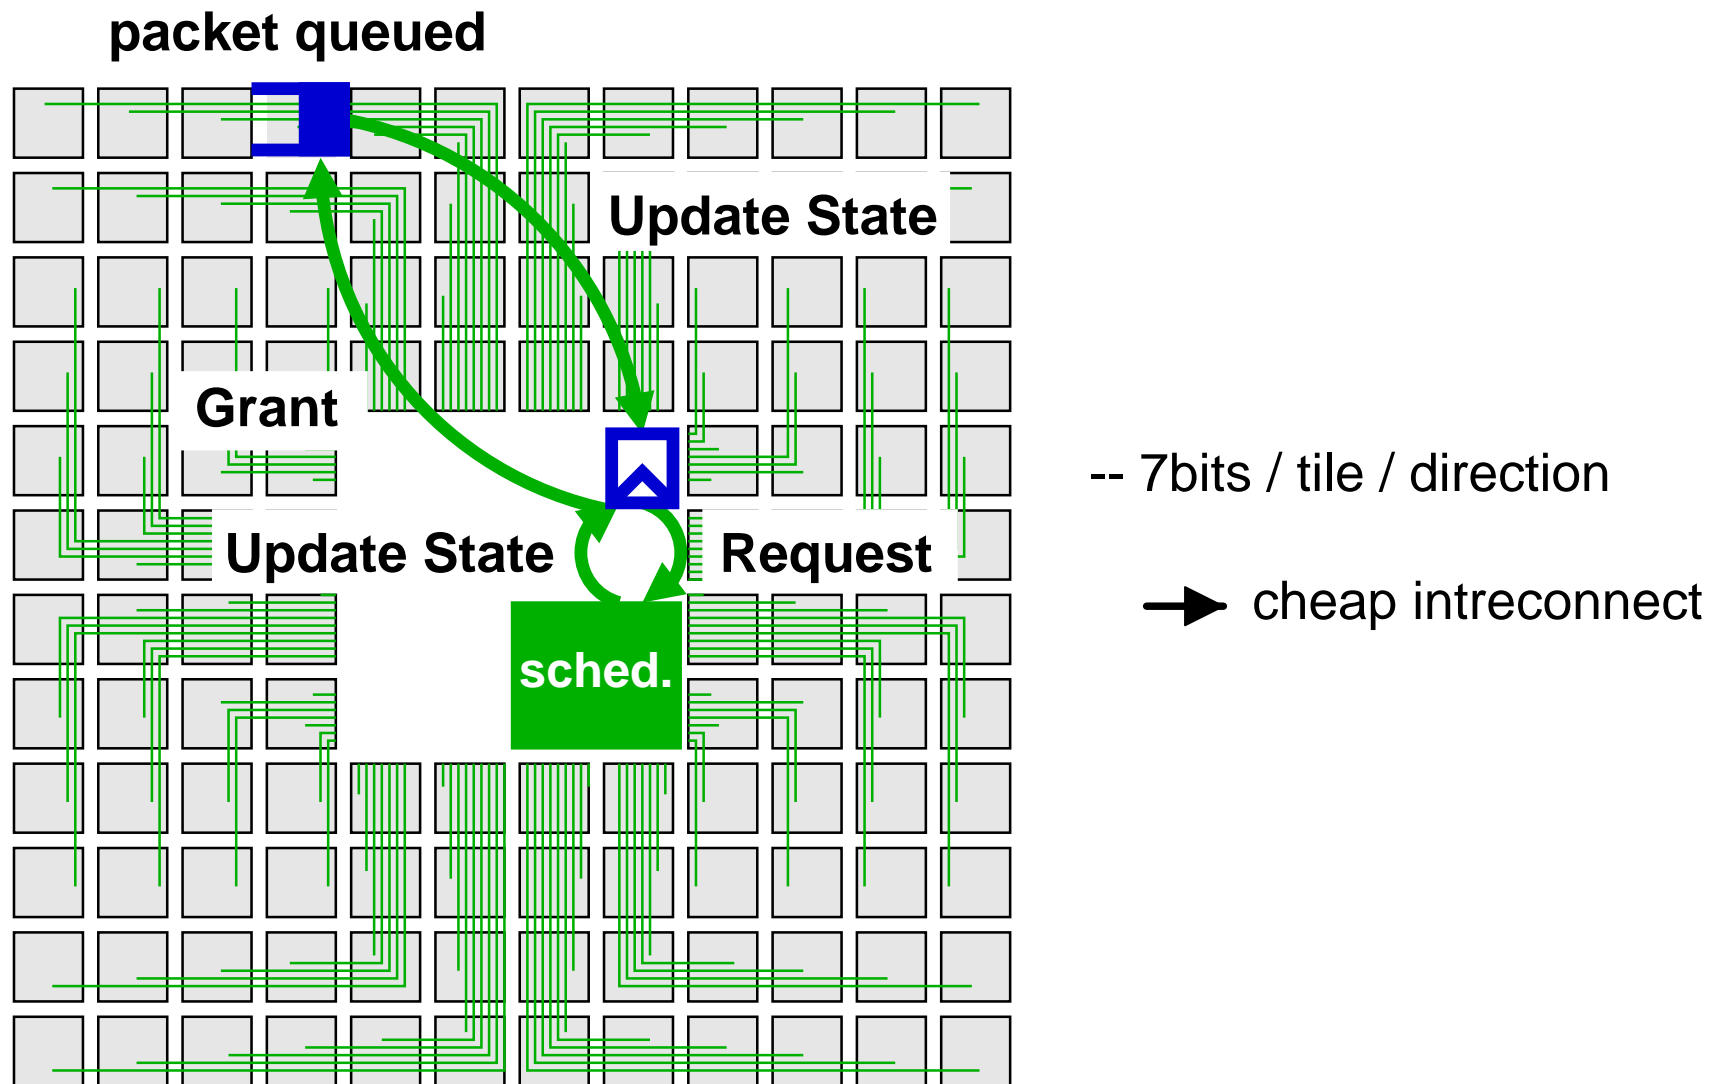 packet queued
Update State
Grant
-- 7bits / tile / direction
Update State
Request
cheap intreconnect
sched.